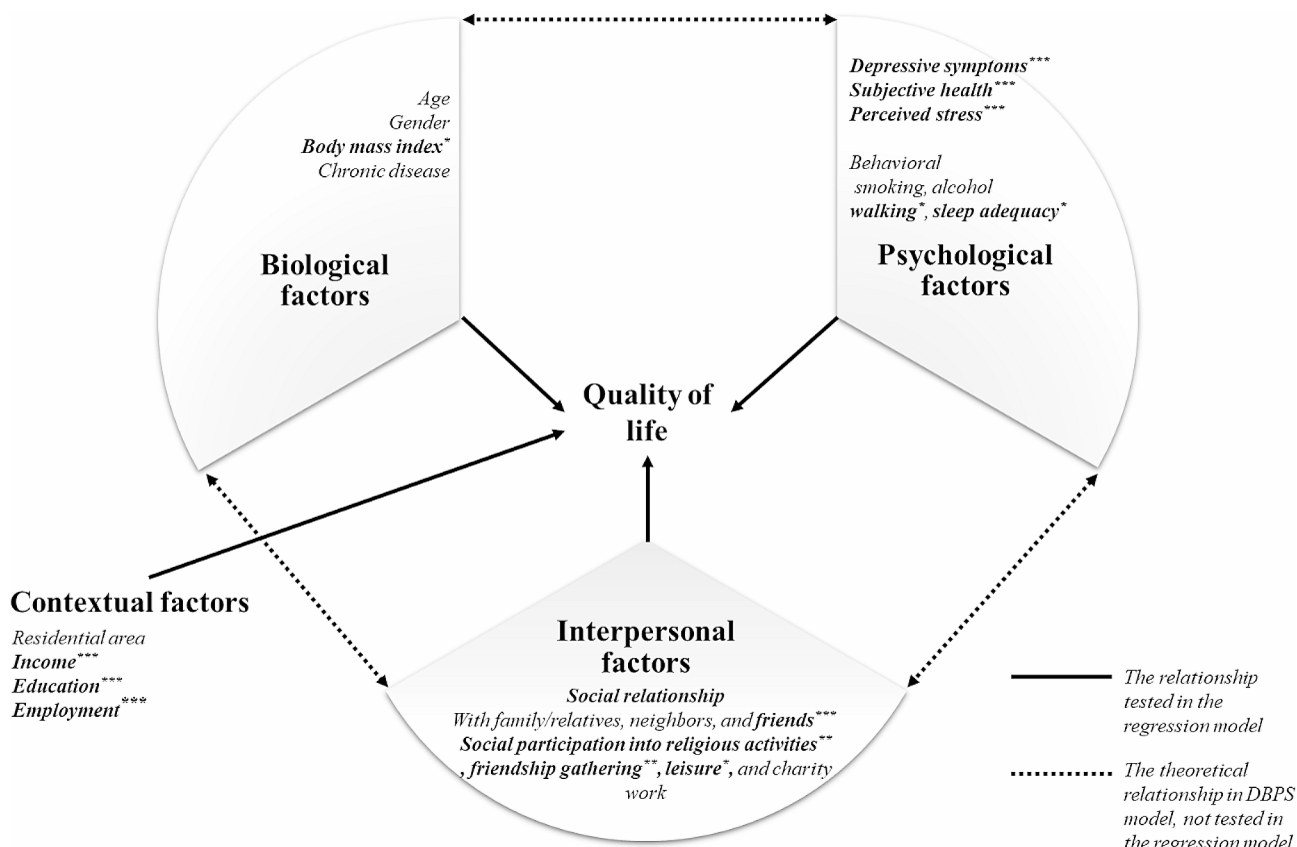 Age
Gender
Body mass index*
Chronic disease
Biological
factors
Depressive symptoms***
Subjective health***
Perceived stress***
Behavioral
smoking, alcohol
walking*, sleep adequacy*
Psychological
factors
Quality of
life
Contextual factors
Residential area
Income***
Education***
Employment***
Interpersonal
factors
Social relationship
With family/relatives, neighbors, and friends***
Social participation into religious activities**
, friendship gathering**, leisure*, and charity
work
The relationship
tested in the
regression model
The theoretical
relationship in DBPS
model, not tested in
the regression model